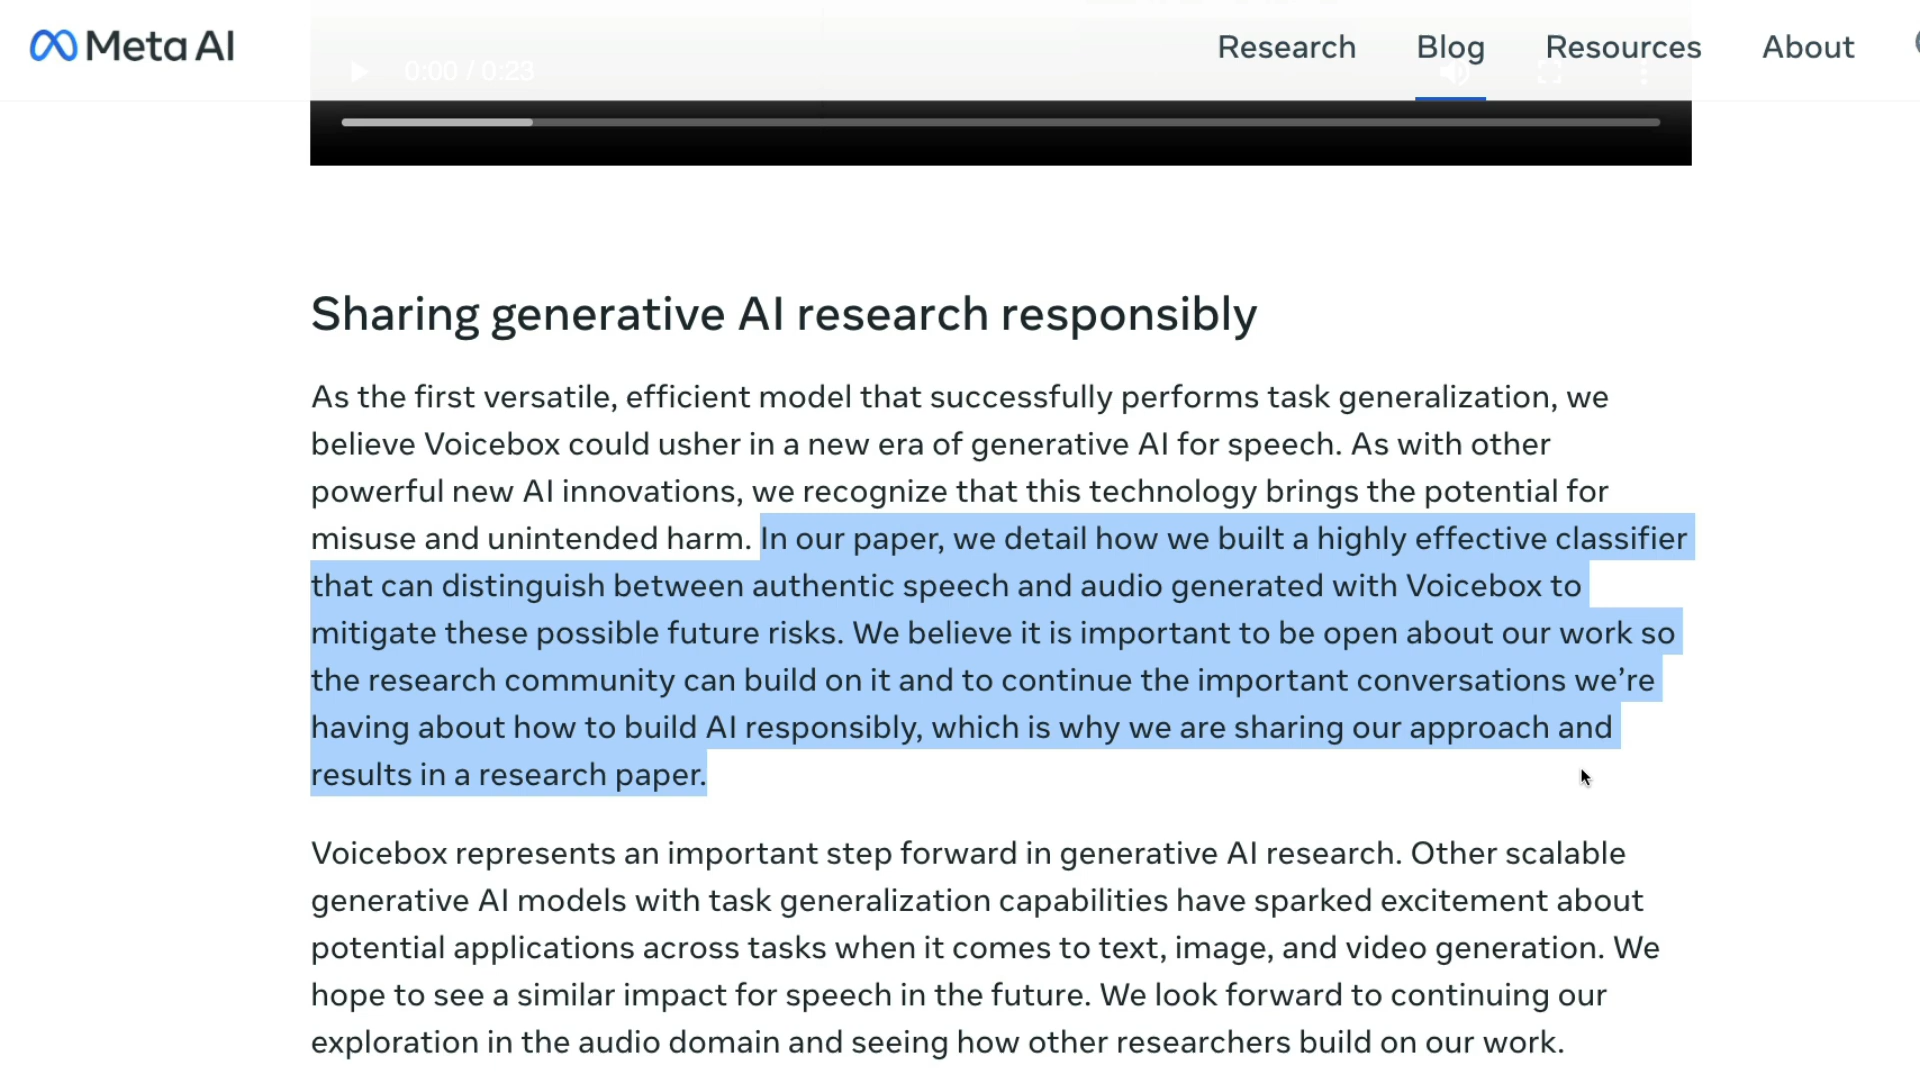 Meta AI
Research
Blog
Resources
About
0:00 / 0:23
Sharing generative AI research responsibly
As the first versatile, efficient model that successfully performs task generalization, we
believe Voicebox could usher in a new era of generative AI for speech. As with other
powerful new AI innovations, we recognize that this technology brings the potential for
misuse and unintended harm. In our paper, we detail how we built a highly effective classifier
that can distinguish between authentic speech and audio generated with Voicebox to
mitigate these possible future risks. We believe it is important to be open about our work so
the research community can build on it and to continue the important conversations we’re
having about how to build AI responsibly, which is why we are sharing our approach and
results in a research paper.
Voicebox represents an important step forward in generative AI research. Other scalable
generative AI models with task generalization capabilities have sparked excitement about
potential applications across tasks when it comes to text, image, and video generation. We
hope to see a similar impact for speech in the future. We look forward to continuing our
exploration in the audio domain and seeing how other researchers build on our work.